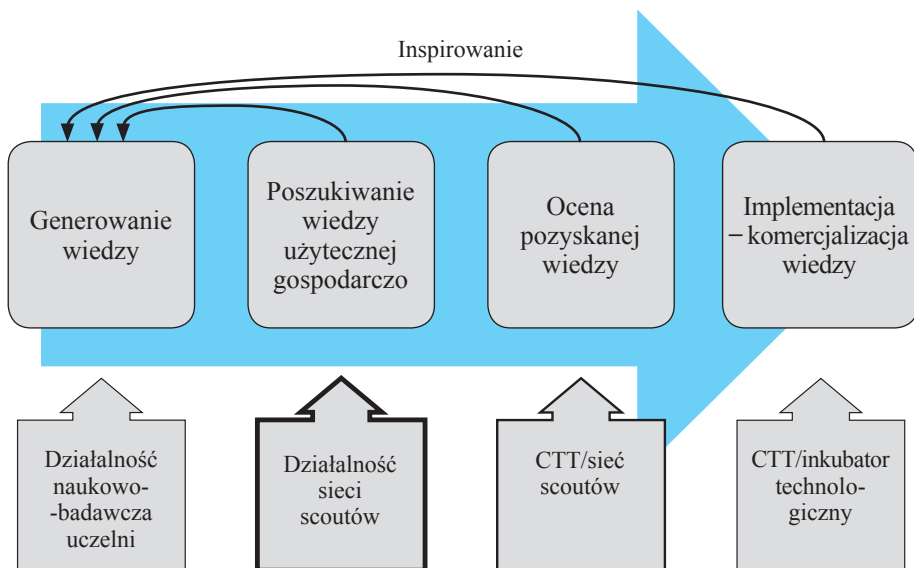 Inspirowanie
Generowanie
wiedzy
Poszukiwanie
wiedzy
użytecznej
gospodarczo
Ocena
pozyskanej
wiedzy
Implementacja
– komercjalizacja
wiedzy
Działalność
naukowo-
-badawcza
uczelni
Działalność
sieci
scoutów
CTT/sieć
scoutów
CTT/inkubator
technolo-
giczny